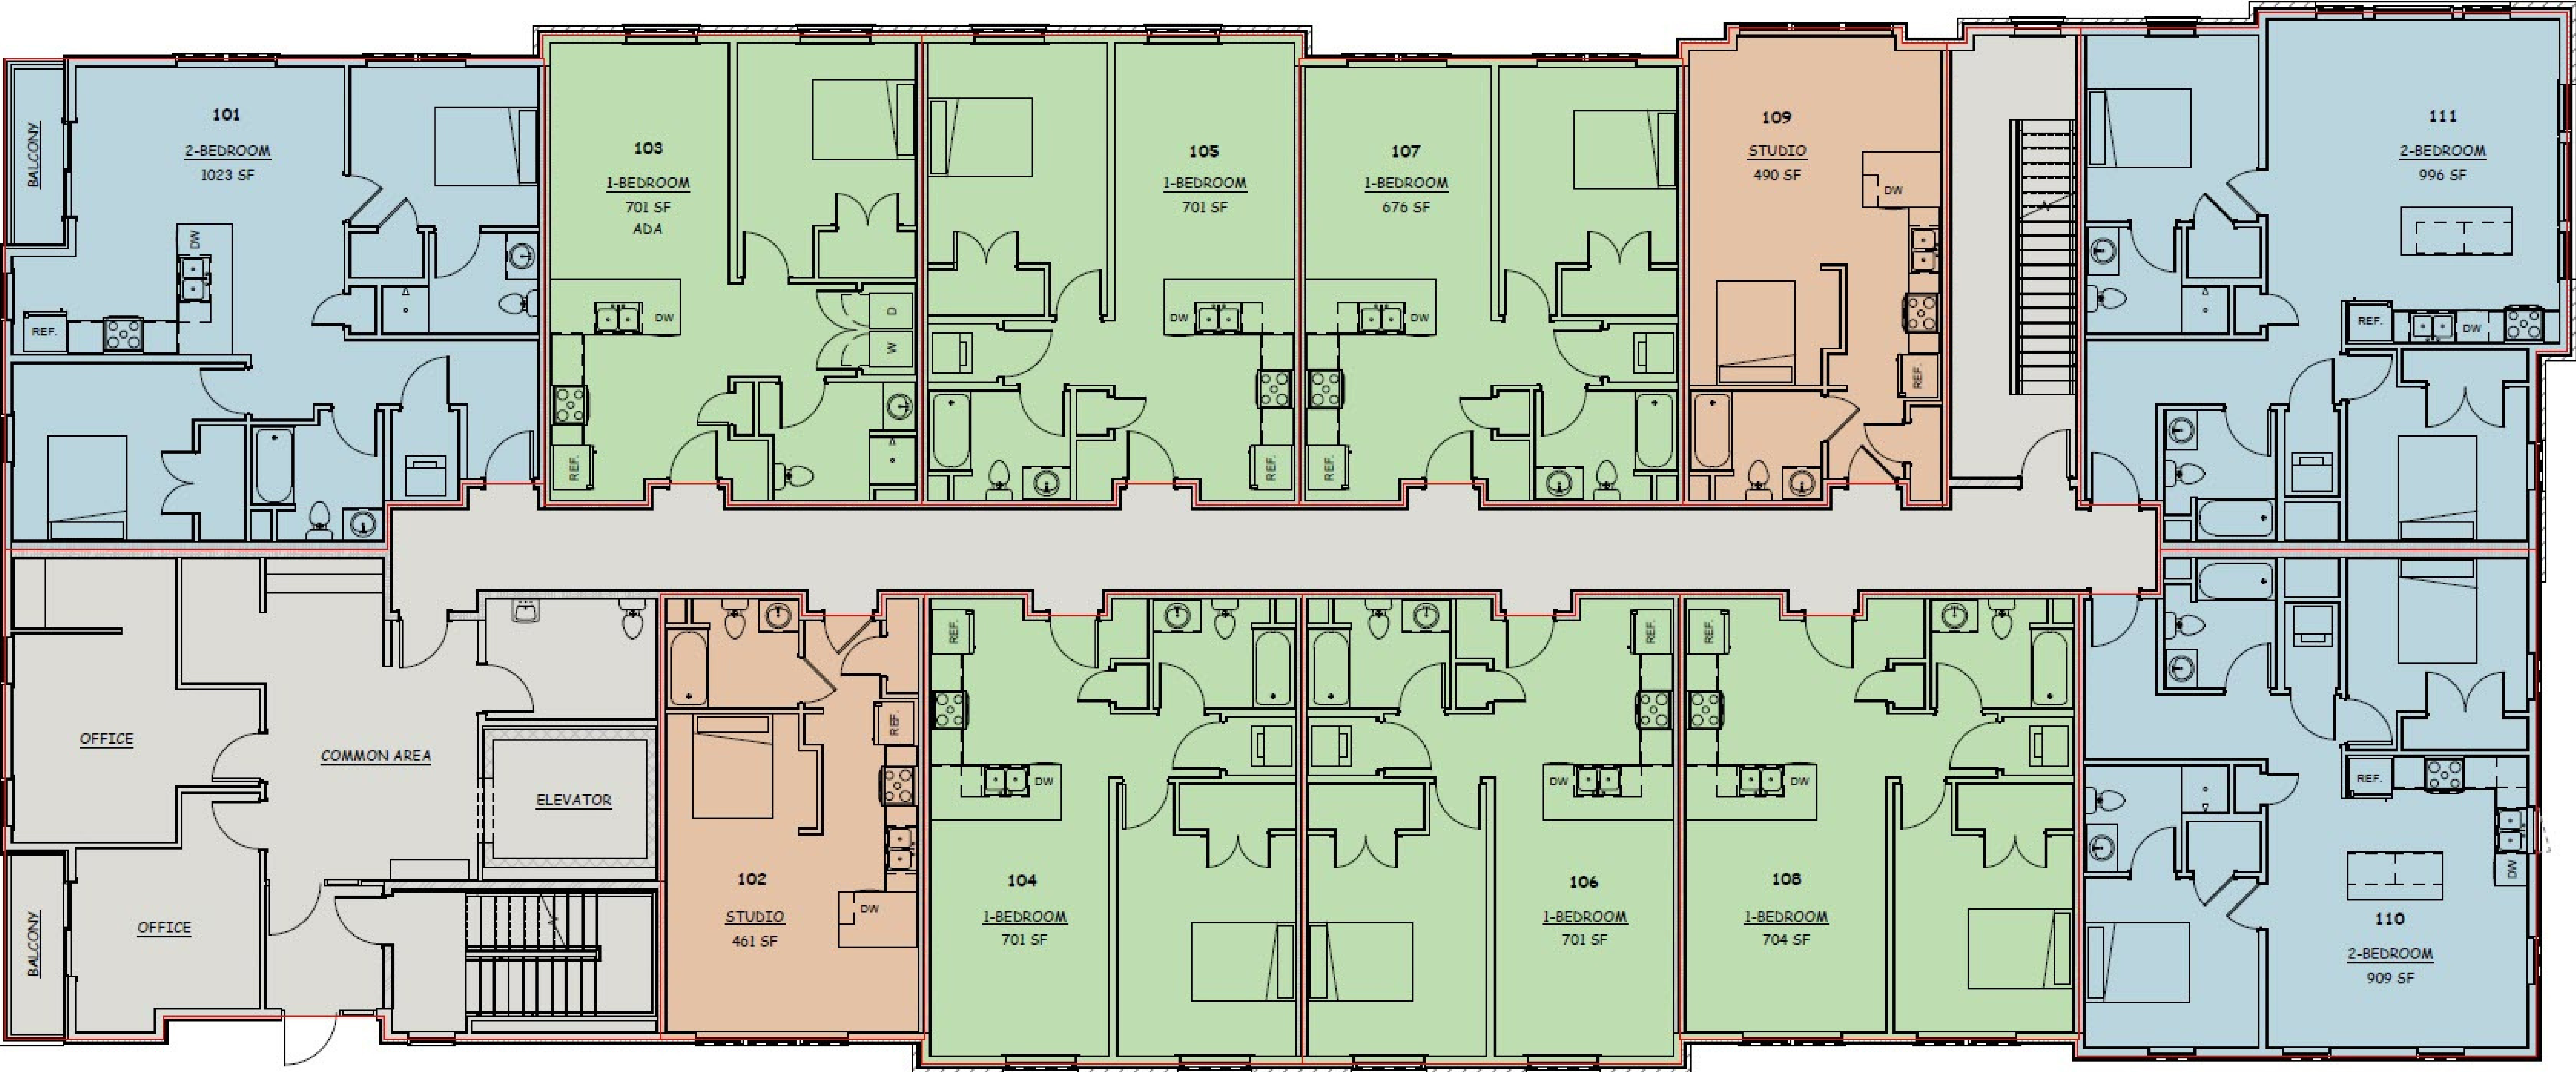 BALCONY
101
2-BEDROOM
1023 SF
DW
REF.
103
1-BEDROOM
701 SF
ADA
DW
REF.
D
W
105
1-BEDROOM
701 SF
DW
REF.
107
1-BEDROOM
676 SF
DW
REF.
109
STUDIO
490 SF
DW
REF.
111
2-BEDROOM
996 SF
REF.
DW
OFFICE
COMMON AREA
ELEVATOR
OFFICE
BALCONY
REF.
102
STUDIO
461 SF
DW
REF.
DW
104
1-BEDROOM
701 SF
REF.
DW
106
1-BEDROOM
701 SF
REF.
DW
108
1-BEDROOM
704 SF
REF.
DW
110
2-BEDROOM
909 SF